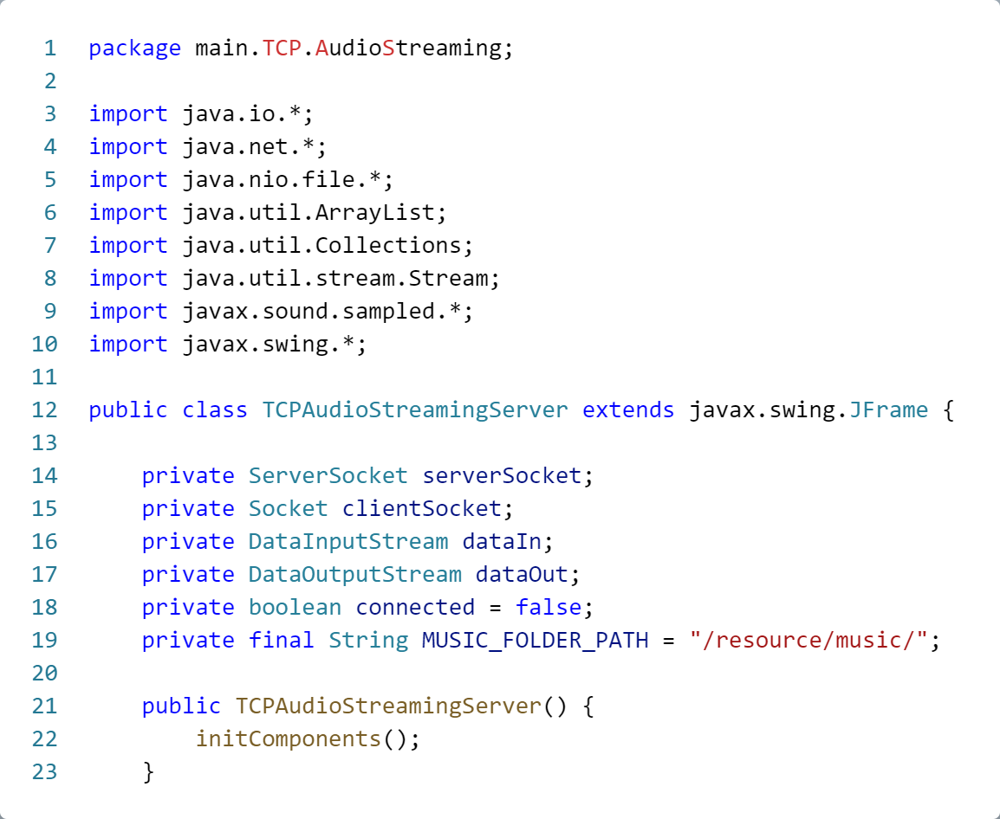 1 package main.TCP.AudioStreaming;
2
3 import java.io.*;
4 import java.net.*;
5 import java.nio.file.*;
6 import java.util.ArrayList;
7 import java.util.Collections;
8 import java.util.stream.Stream;
9 import javax.sound.sampled.*;
10 import javax.swing.*;
11
12 public class TCPAudioStreamingServer extends javax.swing.JFrame {
13
14     private ServerSocket serverSocket;
15     private Socket clientSocket;
16     private DataInputStream dataIn;
17     private DataOutputStream dataOut;
18     private boolean connected = false;
19     private final String MUSIC_FOLDER_PATH = "/resource/music/";
20
21     public TCPAudioStreamingServer() {
22         initComponents();
23     }